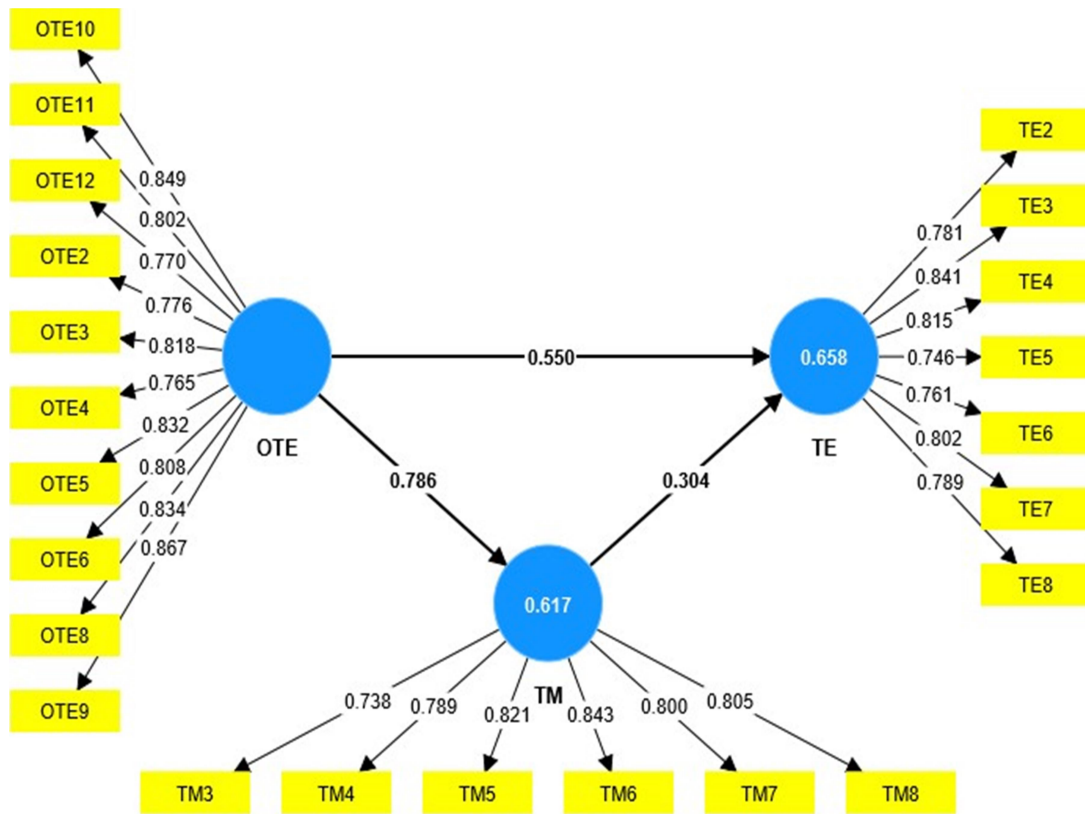 OTE10
OTE11
OTE12
OTE2
OTE3
OTE4
OTE5
OTE6
OTE8
OTE9
0.849
0.802
0.770
0.776
0.818
0.765
0.832
0.808
0.834
0.867
OTE
0.550
0.786
0.304
0.658
TE
0.781
0.841
0.815
0.746
0.761
0.802
0.789
TE2
TE3
TE4
TE5
TE6
TE7
TE8
0.617
TM
0.738
0.789
0.821
0.843
0.800
0.805
TM3
TM4
TM5
TM6
TM7
TM8